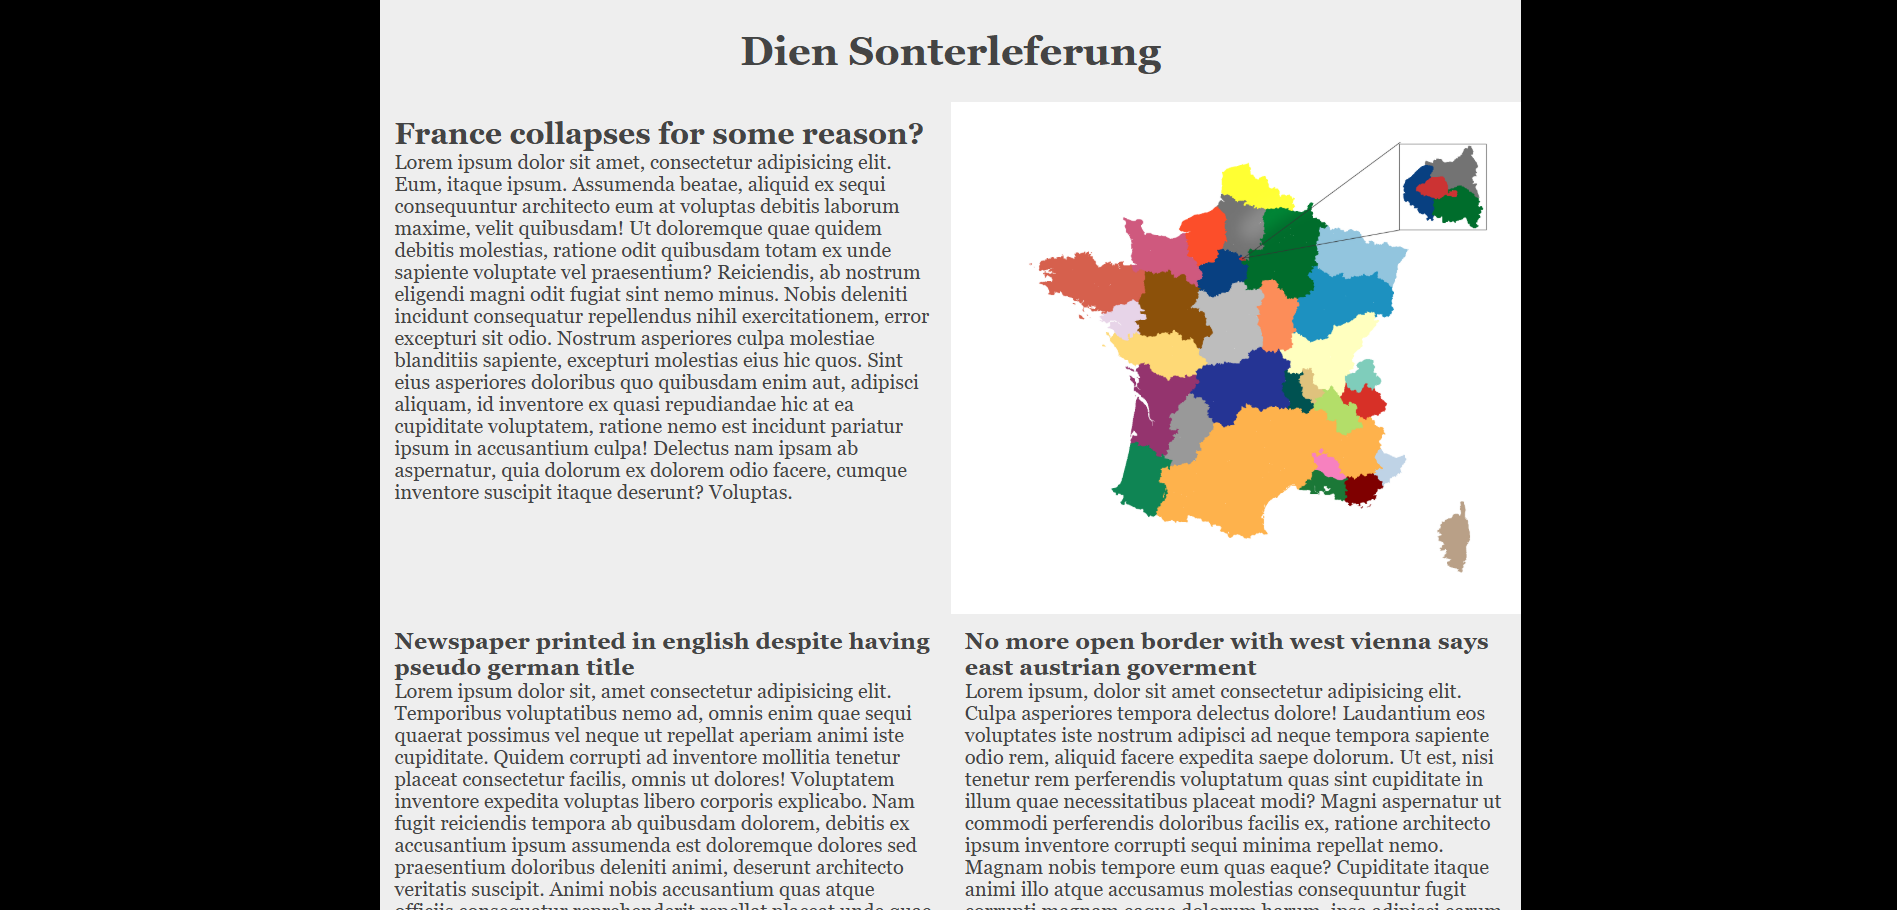 Dien Sonterleferung
France collapses for some reason?
Lorem ipsum dolor sit amet, consectetur adipisicing elit.
Eum, itaque ipsum. Assumenda beatae, aliquid ex sequi
consequuntur architecto eum at voluptas debitis laborum
maxime, velit quibusdam! Ut doloremque quae quidem
debitis molestias, ratione odit quibusdam totam ex unde
sapiente voluptate vel praesentium? Reiciendis, ab nostrum
eligendi magni odit fugiat sint nemo minus. Nobis deleniti
incidunt consequatur repellendus nihil exercitationem, error
excepturi sit odio. Nostrum asperiores culpa molestiae
blanditiis sapiente, excepturi molestias eius hic quos. Sint
eius asperiores doloribus quo quibusdam enim aut, adipisci
aliquam, id inventore ex quasi repudiandae hic at ea
cupiditate voluptatem, ratione nemo est incidunt pariatur
ipsum in accusantium culpa! Delectus nam ipsam ab
aspernatur, quia dolorum ex dolorem odio facere, cumque
inventore suscipit itaque deserunt? Voluptas.
Newspaper printed in english despite having
pseudo german title
Lorem ipsum dolor sit, amet consectetur adipisicing elit.
Temporibus voluptatibus nemo ad, omnis enim quae sequi
quaerat possimus vel neque ut repellat aperiam animi iste
cupiditate. Quidem corrupti ad inventore mollitia tenetur
placeat consectetur facilis, omnis ut dolores! Voluptatem
inventore expedita voluptas libero corporis explicabo. Nam
fugit reiciendis tempora ab quibusdam dolorem, debitis ex
accusantium ipsum assumenda est doloremque dolores sed
praesentium doloribus deleniti animi, deserunt architecto
veritatis suscipit. Animi nobis accusantium quas atque
No more open border with west vienna says
east austrian goverment
Lorem ipsum, dolor sit amet consectetur adipisicing elit.
Culpa asperiores tempora delectus dolore! Laudantium eos
voluptates iste nostrum adipisci ad neque tempora sapiente
odio rem, aliquid facere expedita saepe dolorum. Ut est, nisi
tenetur rem perferendis voluptatum quas sint cupiditate in
illum quae necessitatibus placeat modi? Magni aspernatur ut
commodi perferendis doloribus facilis ex, ratione architecto
ipsum inventore corrupti sequi minima repellat nemo.
Magnam nobis tempore eum quas eaque? Cupiditate itaque
animi illo atque accusamus molestias consequuntur fugit